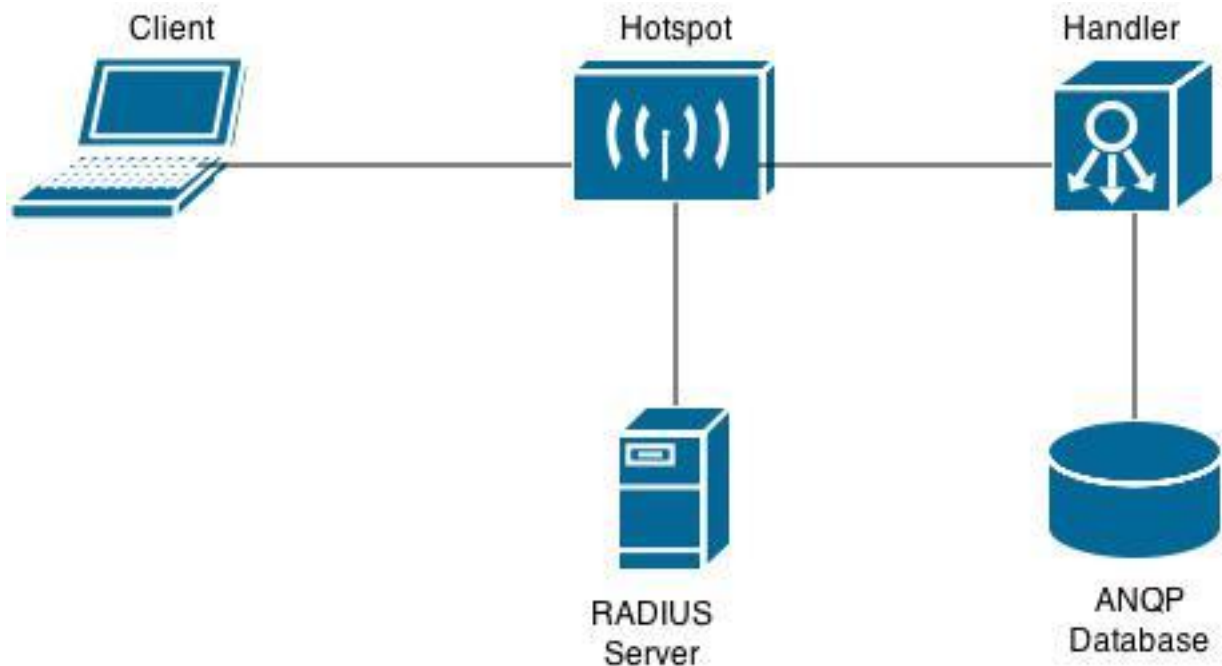 Client
Hotspot
Handler
RADIUS
Server
ANQP
Database